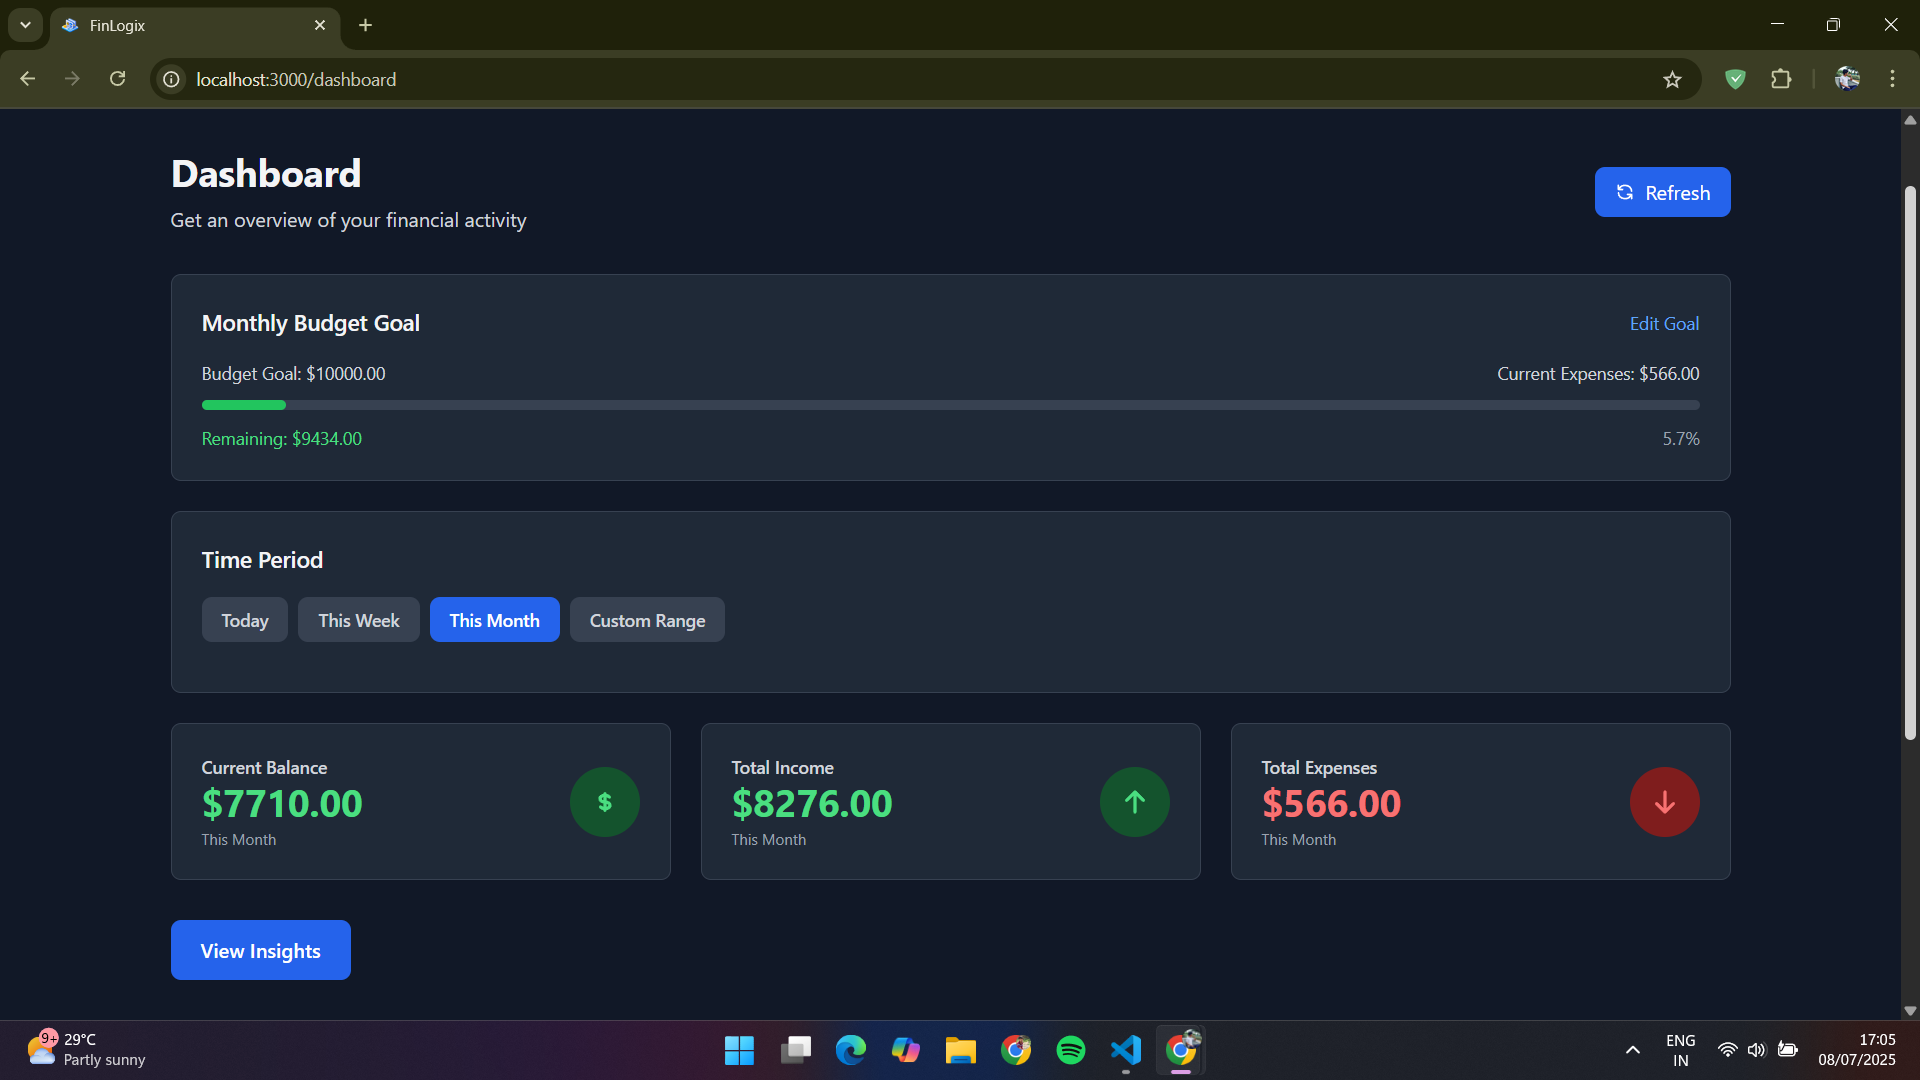 FinLogix
localhost:3000/dashboard
Dashboard
Get an overview of your financial activity
Refresh
Monthly Budget Goal
Edit Goal
Budget Goal: $10000.00
Current Expenses: $566.00
Remaining: $9434.00
5.7%
Time Period
Today
This Week
This Month
Custom Range
Current Balance
$7710.00
This Month
$
Total Income
$8276.00
This Month
Total Expenses
$566.00
This Month
View Insights
9+
29°C
Partly sunny
ENG
IN
17:05
08/07/2025